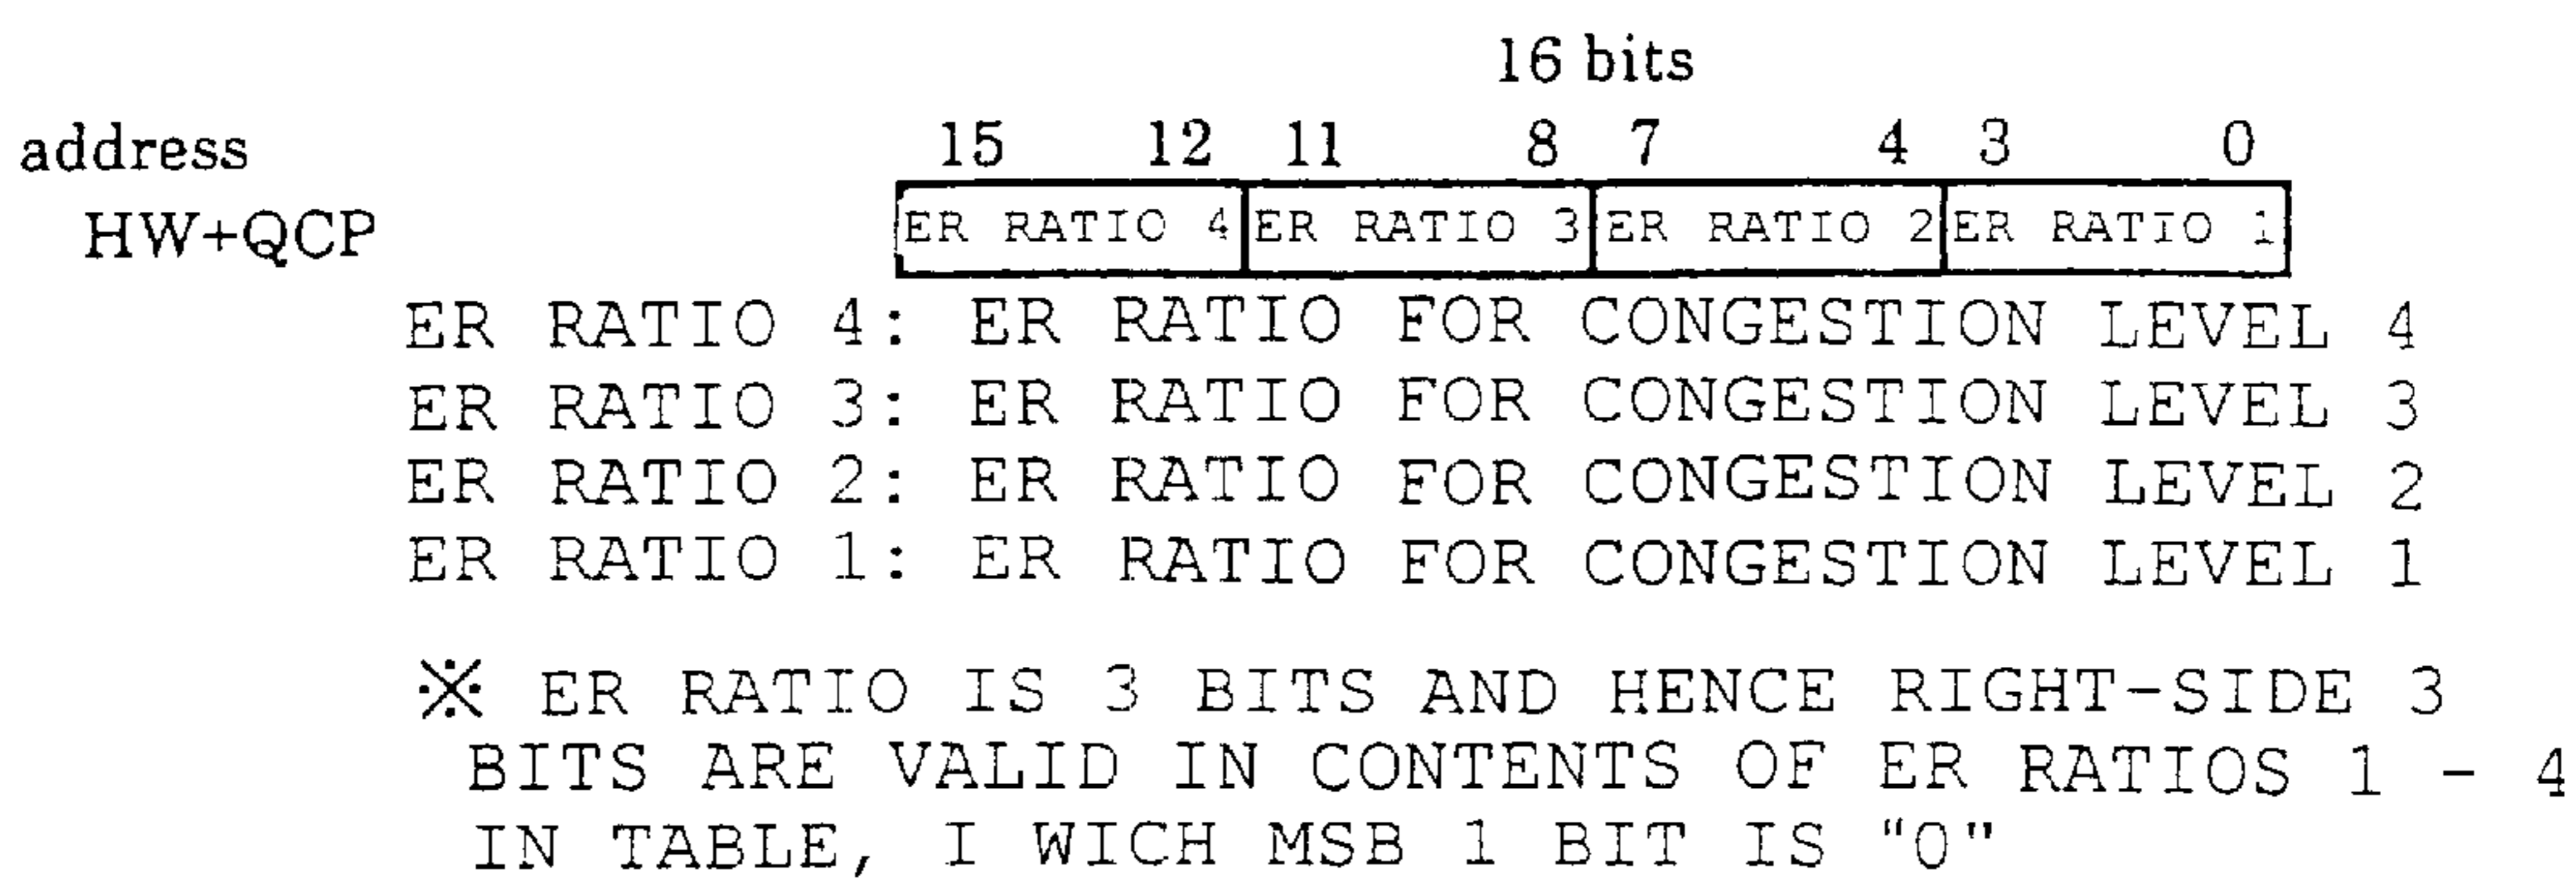 16 bits
address 15 12 11 8 7 4 3 0
HW+QCP ER RATIO 4 ER RATIO 3 ER RATIO 2 ER RATIO 1
ER RATIO 4: ER RATIO FOR CONGESTION LEVEL 4
ER RATIO 3: ER RATIO FOR CONGESTION LEVEL 3
ER RATIO 2: ER RATIO FOR CONGESTION LEVEL 2
ER RATIO 1: ER RATIO FOR CONGESTION LEVEL 1
※ ER RATIO IS 3 BITS AND HENCE RIGHT-SIDE 3
BITS ARE VALID IN CONTENTS OF ER RATIOS 1 - 4
IN TABLE, I WICH MSB 1 BIT IS "0"